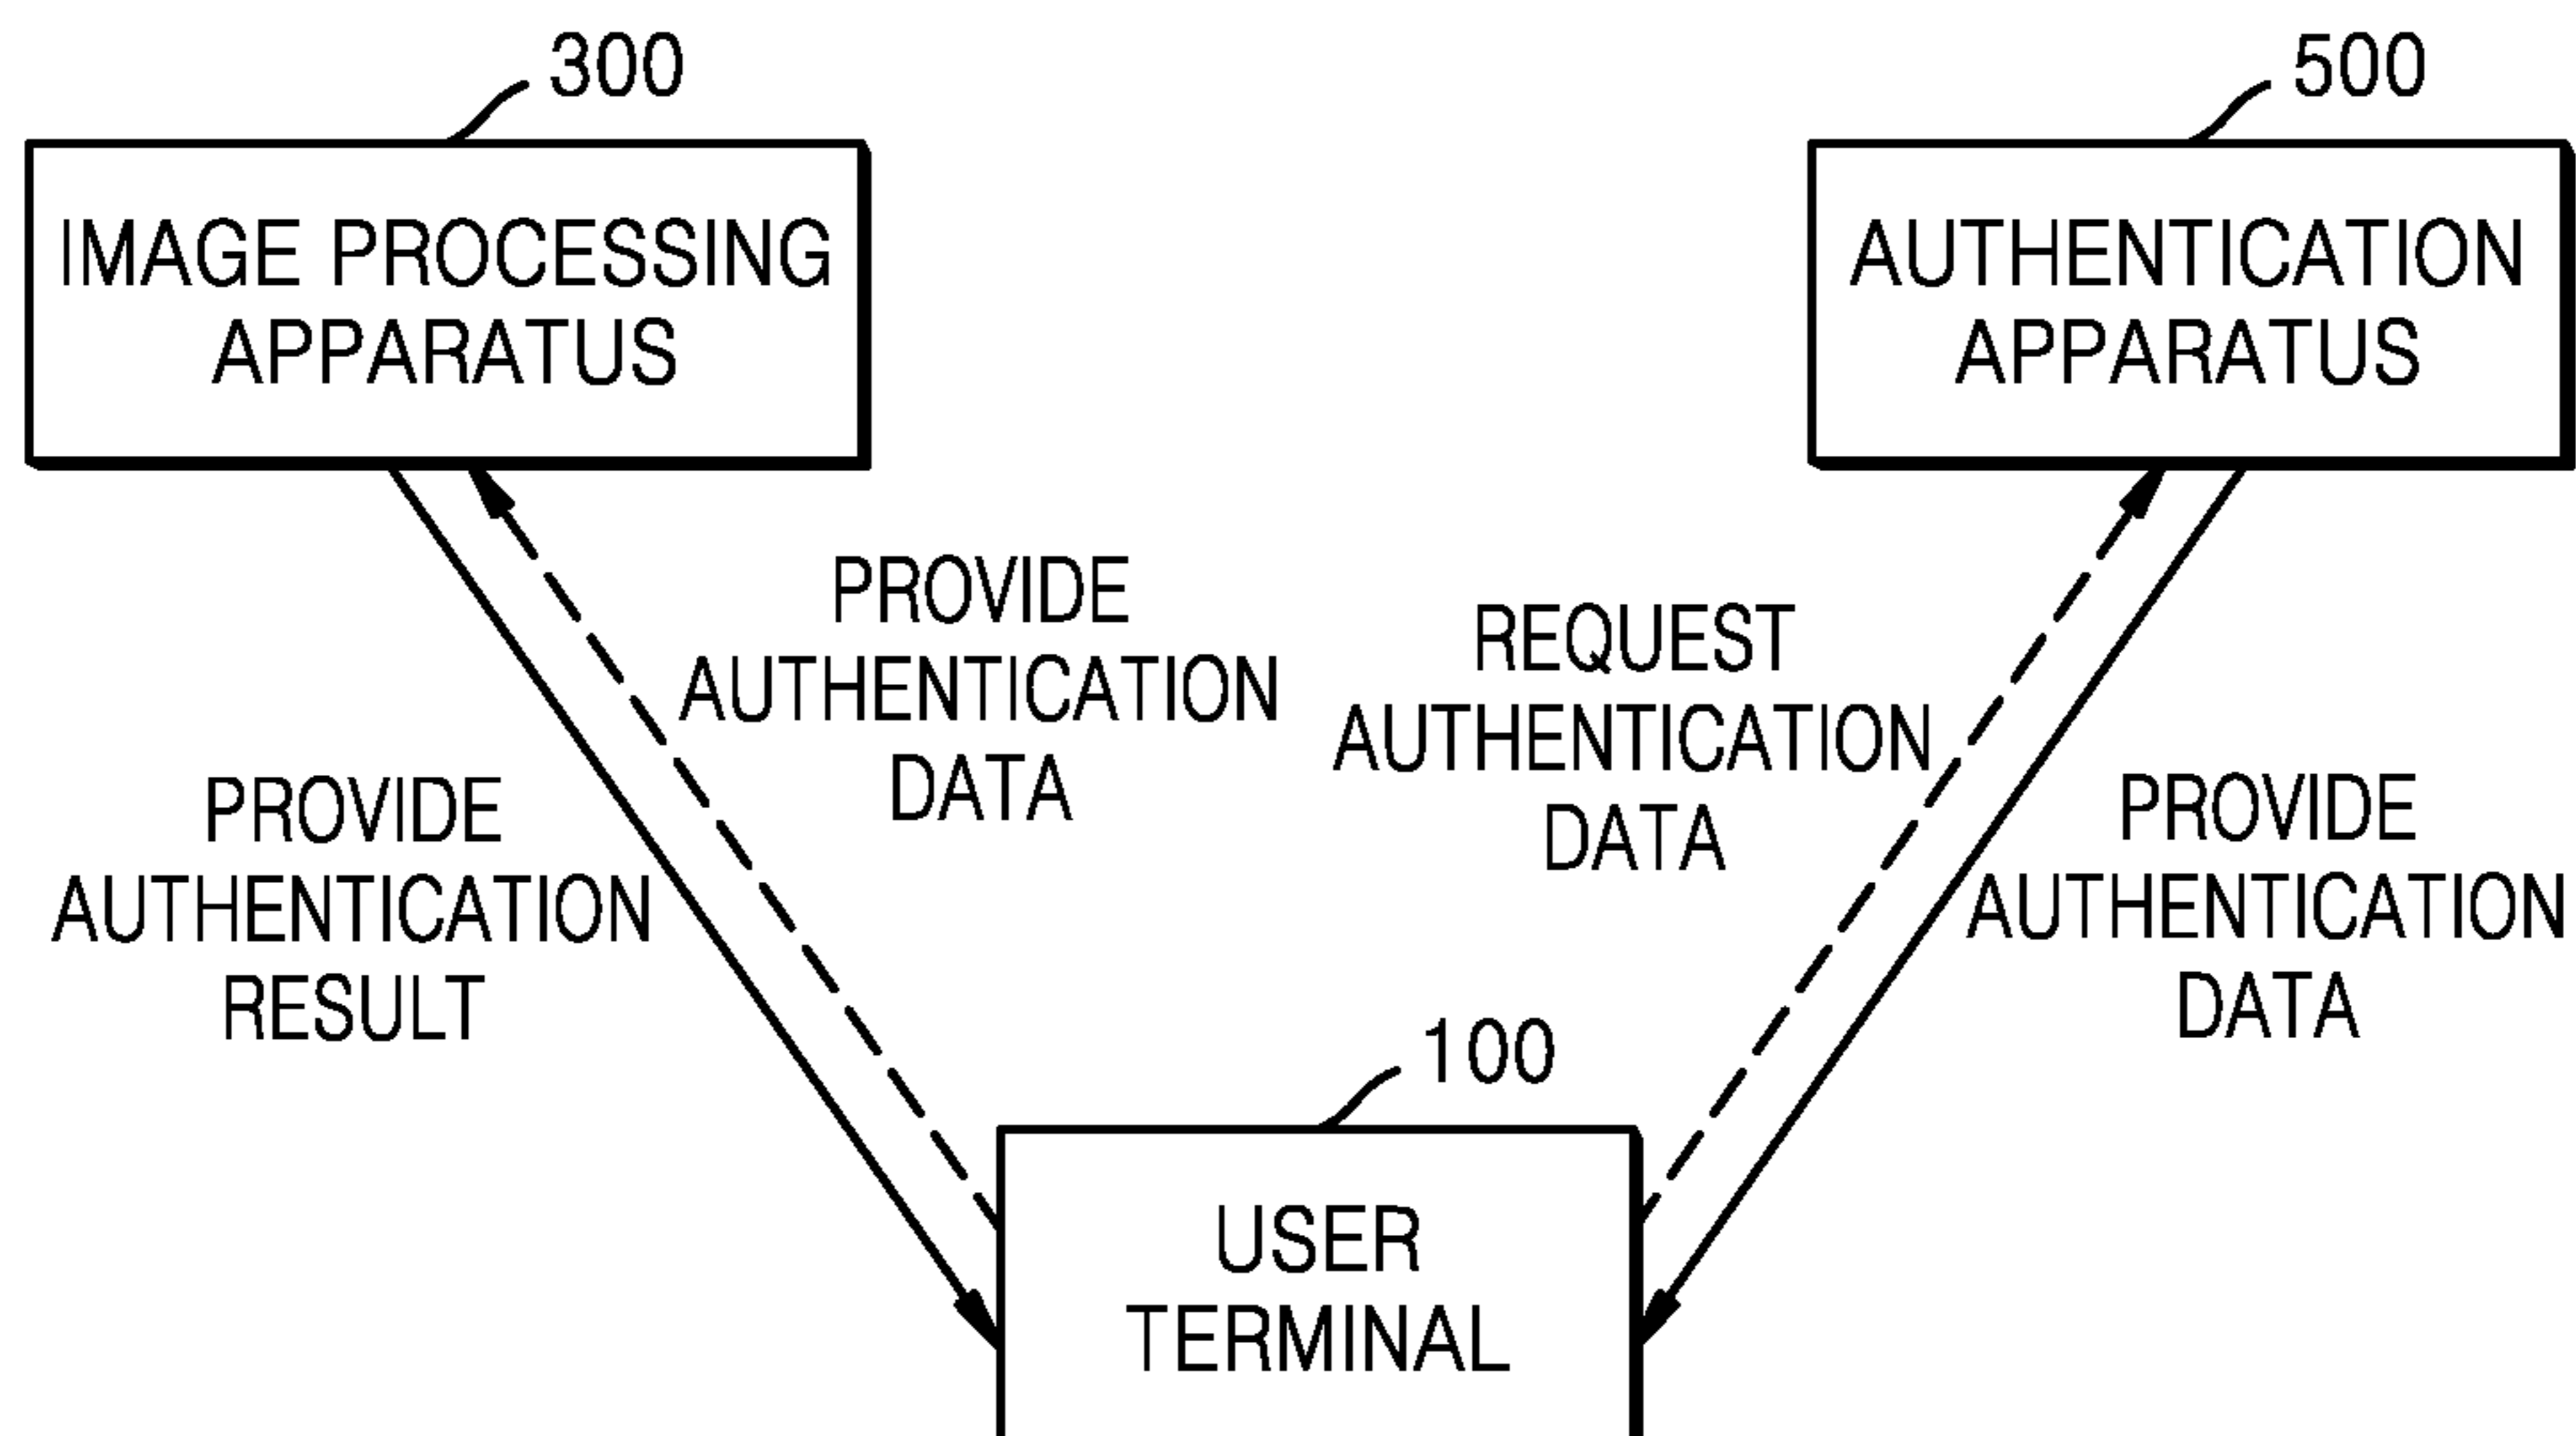 300
500
IMAGE PROCESSING
APPARATUS
AUTHENTICATION
APPARATUS
PROVIDE
AUTHENTICATION
DATA
REQUEST
AUTHENTICATION
DATA
PROVIDE
AUTHENTICATION
RESULT
PROVIDE
AUTHENTICATION
DATA
100
USER
TERMINAL